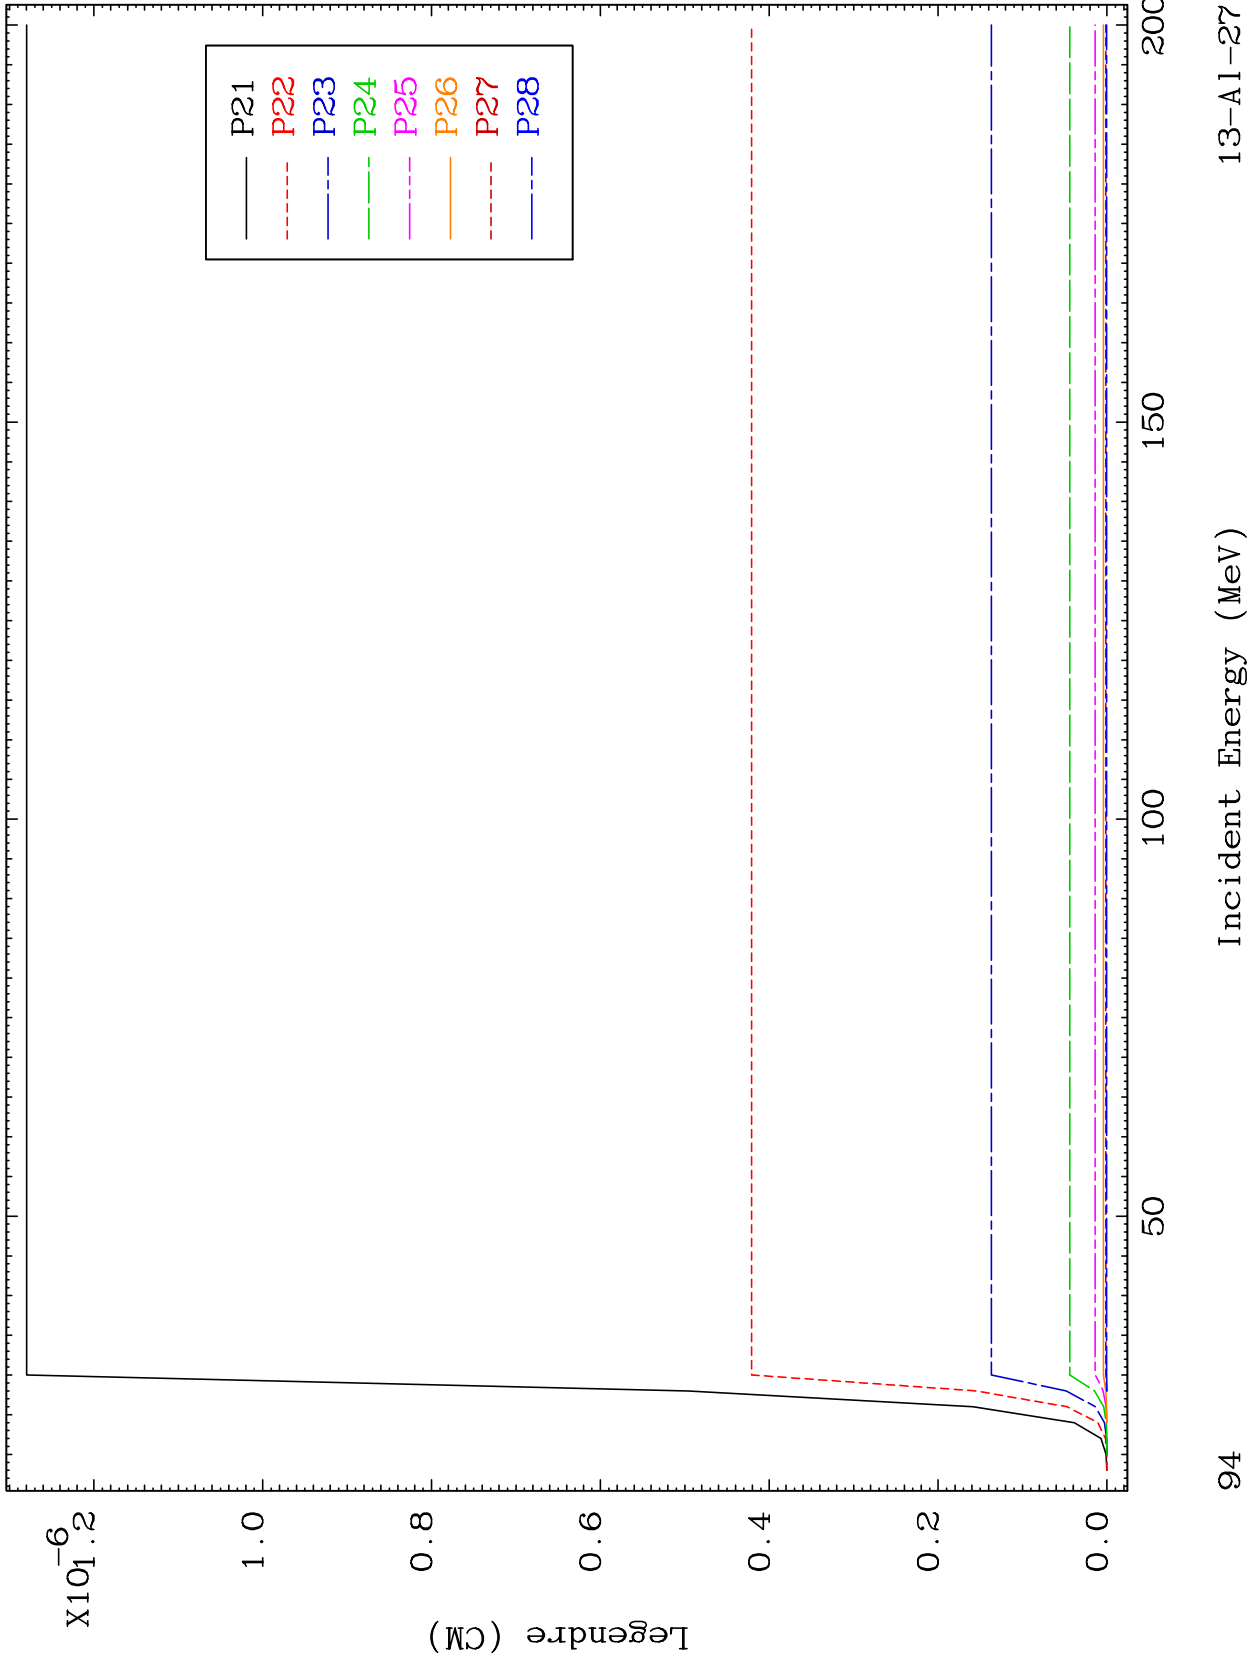 X10-6
1.2
1.0
0.8
0.6
0.4
0.2
0.0
Legendre (CM)
P21
P22
P23
P24
P25
P26
P27
P28
50
100
150
200
94
Incident Energy (MeV)
13-Al-27